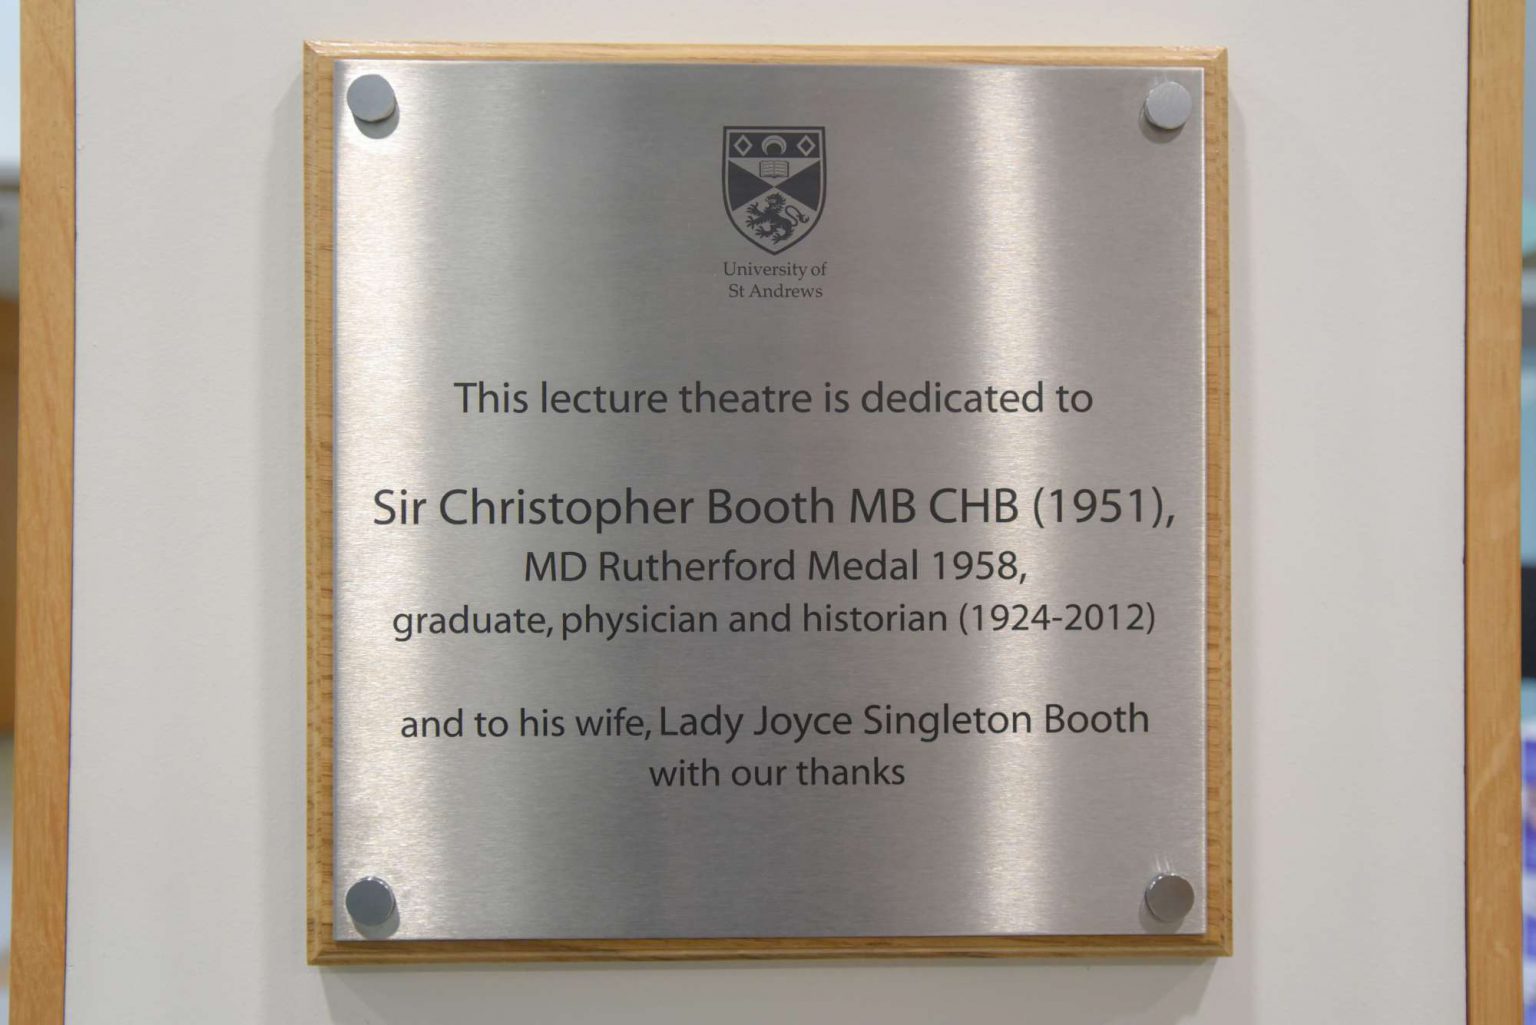 University of
St Andrews
This lecture theatre is dedicated to
Sir Christopher Booth MB CHB (1951),
MD Rutherford Medal 1958,
graduate, physician and historian (1924-2012)
and to his wife, Lady Joyce Singleton Booth
with our thanks